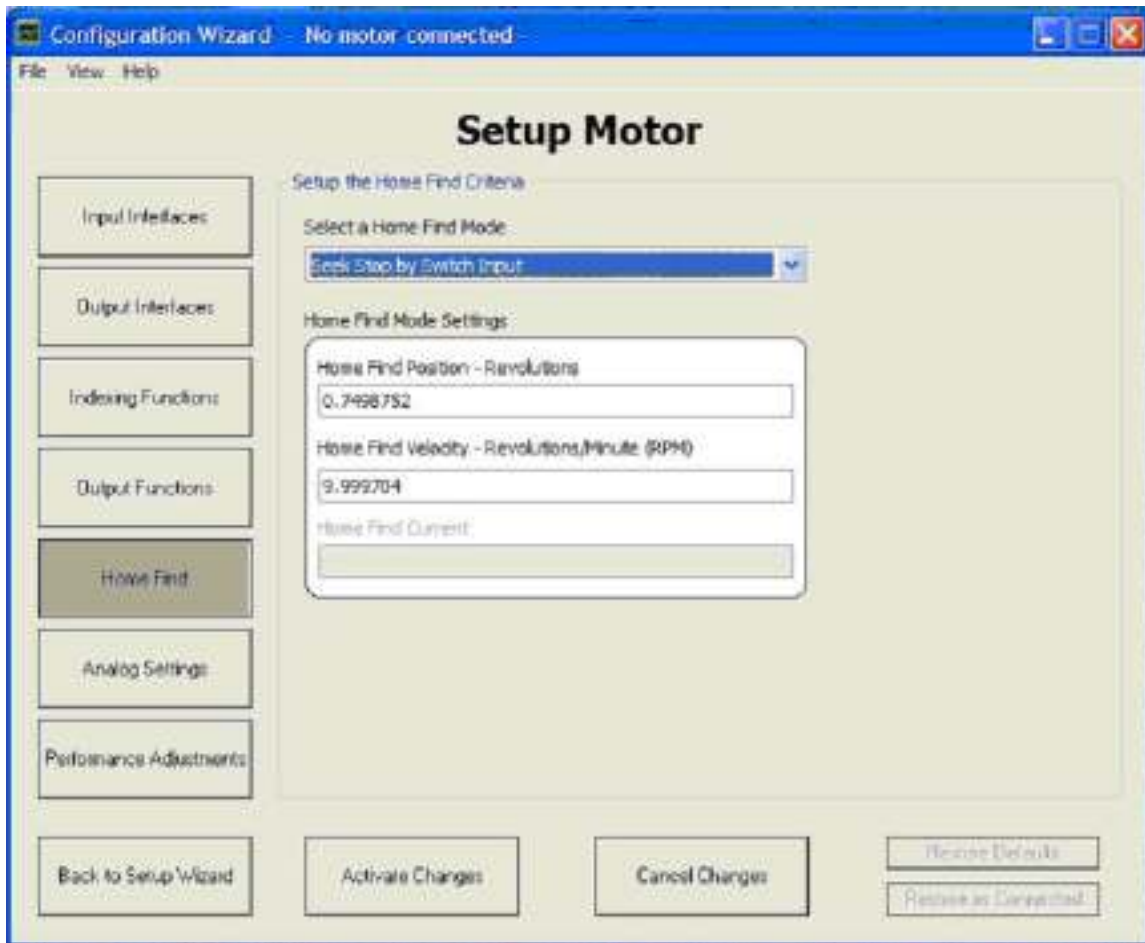 Configuration Wizard - No motor connected
File View Help
Setup Motor
Input Interfaces
Output Interfaces
Indexing Functions
Output Functions
Home Find
Analog Settings
Performance Adjustments
Setup the Home Find Criteria
Select a Home Find Mode
Seek Stop by Switch Input
Home Find Mode Settings
Home Find Position - Revolutions
0.7498752
Home Find Velocity - Revolutions/Minute (RPM)
9.999704
Home Find Current
Back to Setup Wizard
Activate Changes
Cancel Changes
Restore Defaults
Restore as Connected